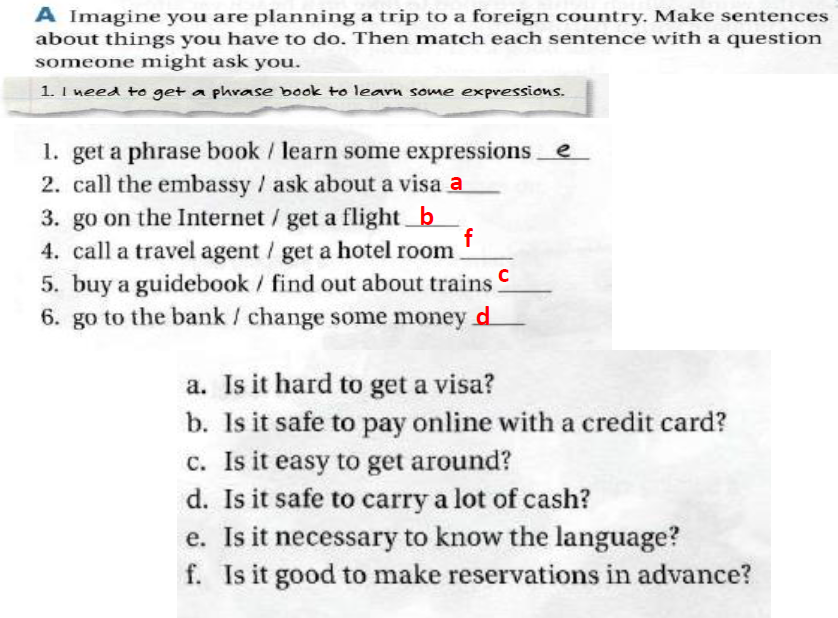 A Imagine you are planning a trip to a foreign country. Make sentences
about things you have to do. Then match each sentence with a question
someone might ask you.
1. I need to get a phrase book to learn some expressions.
1. get a phrase book / learn some expressions e
2. call the embassy / ask about a visa a
3. go on the Internet / get a flight b
4. call a travel agent / get a hotel room f
5. buy a guidebook / find out about trains c
6. go to the bank / change some money d
a. Is it hard to get a visa?
b. Is it safe to pay online with a credit card?
c. Is it easy to get around?
d. Is it safe to carry a lot of cash?
e. Is it necessary to know the language?
f. Is it good to make reservations in advance?